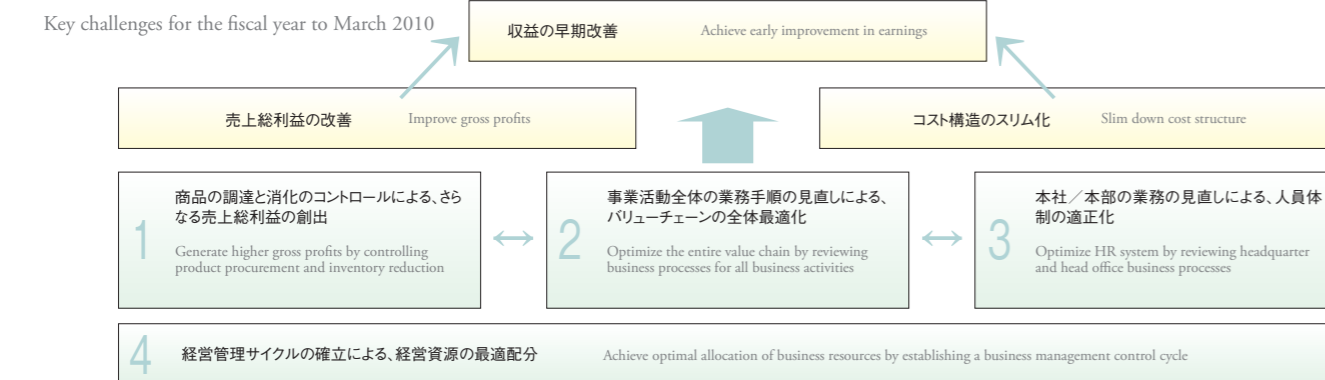 Key challenges for the fiscal year to March 2010
収益の早期改善
Achieve early improvement in earnings
売上総利益の改善
Improve gross profits
コスト構造のスリム化
Slim down cost structure
1
商品の調達と消化のコントロールによる、さら
なる売上総利益の創出
Generate higher gross profits by controlling
product procurement and inventory reduction
2
事業活動全体の業務手順の見直しによる、
バリューチェーンの全体最適化
Optimize the entire value chain by reviewing
business processes for all business activities
3
本社／本部の業務の見直しによる、人員体
制の適正化
Optimize HR system by reviewing headquarter
and head office business processes
4
経営管理サイクルの確立による、経営資源の最適配分
Achieve optimal allocation of business resources by establishing a business management control cycle